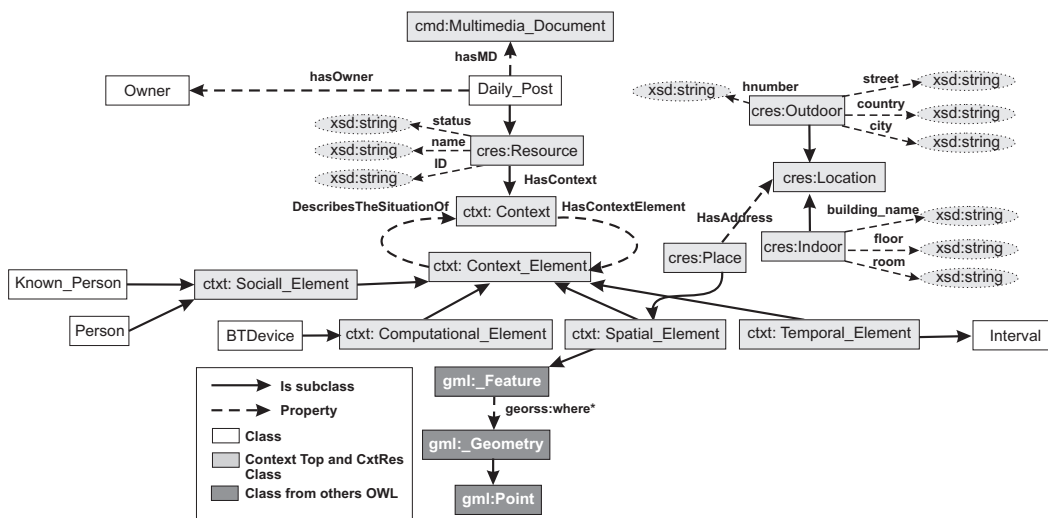 cmd:Multimedia_Document
hasMD
hasOwner
Owner
Daily_Post
status
xsd:string
name
xsd:string
ID
xsd:string
cres:Resource
HasContext
DescribesTheSituationOf
ctxt: Context
HasContextElement
ctxt: Context_Element
hnumber
xsd:string
cres:Outdoor
street
xsd:string
country
xsd:string
city
xsd:string
cres:Location
HasAddress
cres:Place
cres:Indoor
building_name
xsd:string
floor
xsd:string
room
xsd:string
Known_Person
ctxt: Sociall_Element
Person
BTDevice
ctxt: Computational_Element
ctxt: Spatial_Element
ctxt: Temporal_Element
Interval
gml:_Feature
georss:where*
gml:_Geometry
gml:Point
Is subclass
Property
Class
Context Top and CxtRes
Class
Class from others OWL